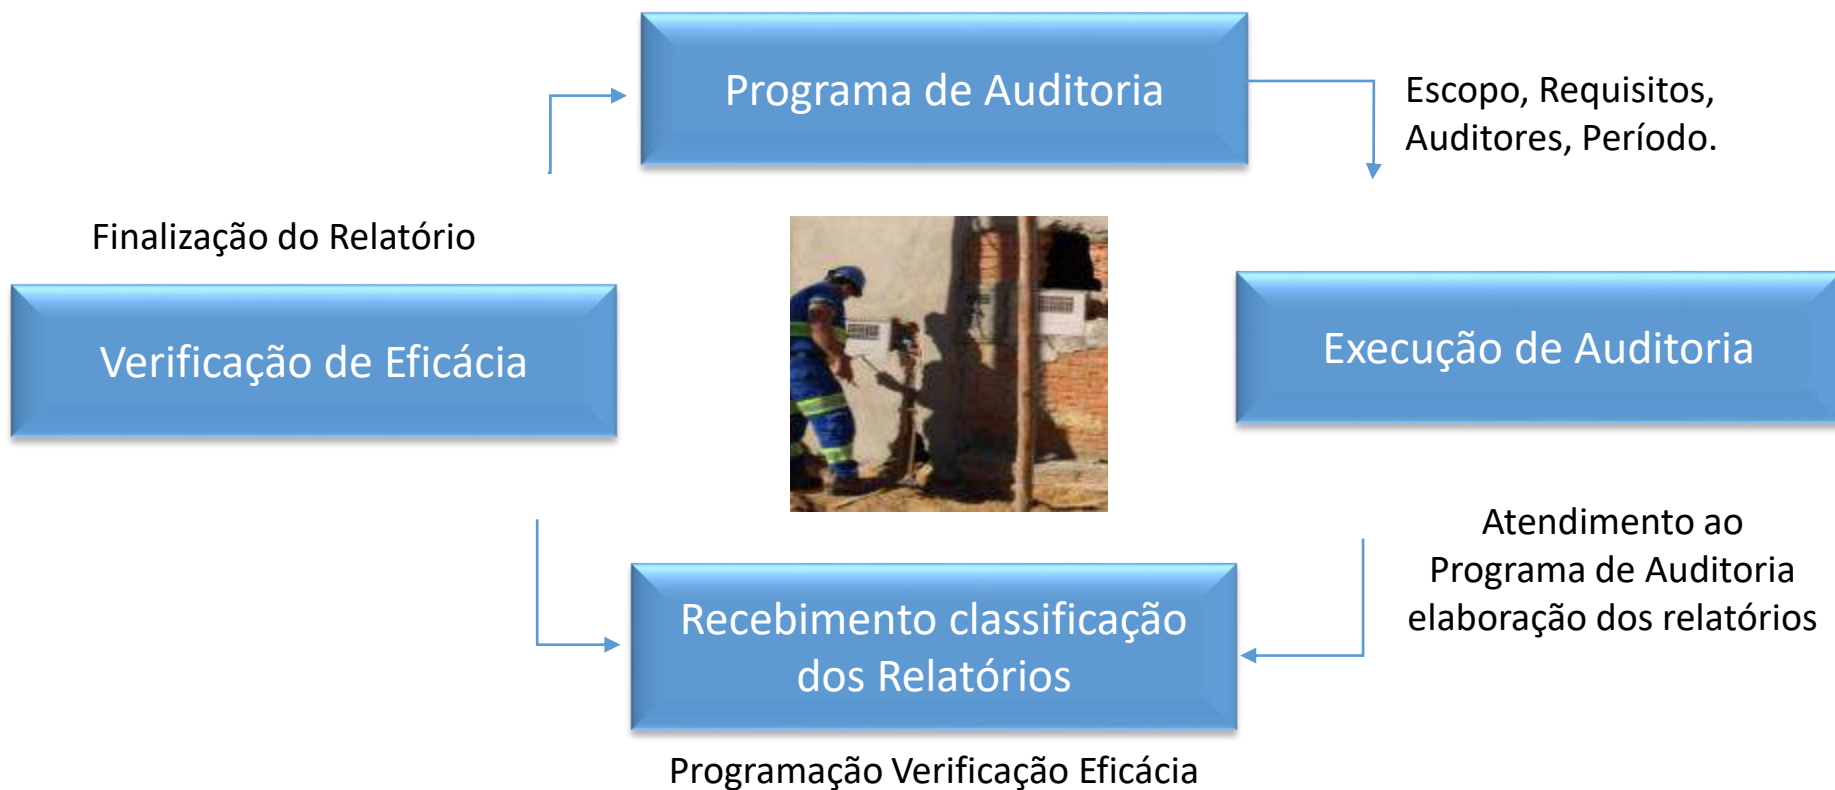 Programa de Auditoria
Escopo, Requisitos,
Auditores, Período.
Finalização do Relatório
Verificação de Eficácia
Execução de Auditoria
Atendimento ao
Programa de Auditoria
elaboração dos relatórios
Recebimento classificação
dos Relatórios
Programação Verificação Eficácia